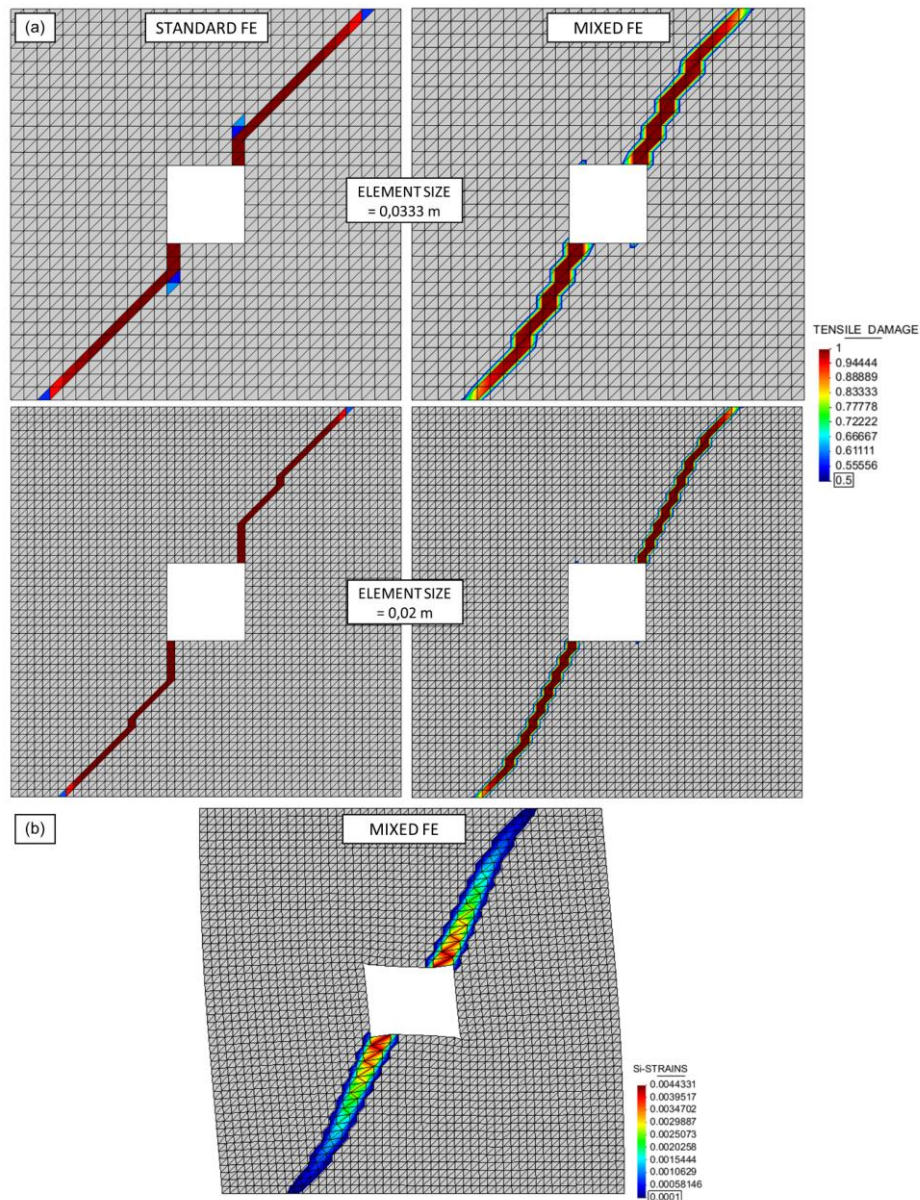 (a)
STANDARD FE
MIXED FE
ELEMENT SIZE
= 0,0333 m
TENSILE DAMAGE
1
0.94444
0.88889
0.83333
0.77778
0.72222
0.66667
0.61111
0.55556
0.5
ELEMENT SIZE
= 0,02 m
(b)
MIXED FE
Si-STRAINS
0.0044331
0.0039517
0.0034702
0.0029887
0.0025073
0.0020258
0.0015444
0.0010629
0.00058146
0.0001